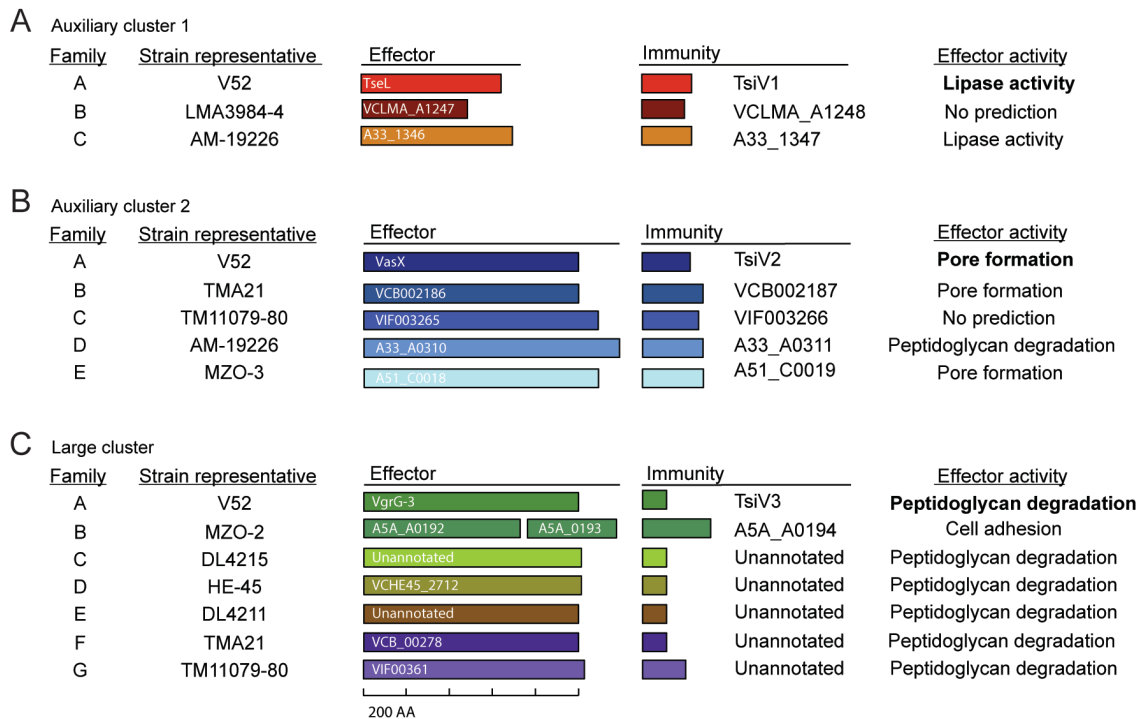 A Auxiliary cluster 1
Family Strain representative Effector Immunity Effector activity
A V52 TseL TsiV1 Lipase activity
B LMA3984-4 VCLMA_A1247 VCLMA_A1248 No prediction
C AM-19226 A33_1346 A33_1347 Lipase activity
B Auxiliary cluster 2
Family Strain representative Effector Immunity Effector activity
A V52 VasX TsiV2 Pore formation
B TMA21 VCB002186 VCB002187 Pore formation
C TM11079-80 VIF003265 VIF003266 No prediction
D AM-19226 A33_A0310 A33_A0311 Peptidoglycan degradation
E MZO-3 A51_C0018 A51_C0019 Pore formation
C Large cluster
Family Strain representative Effector Immunity Effector activity
A V52 VgrG-3 TsiV3 Peptidoglycan degradation
B MZO-2 A5A_A0192 A5A_0193 A5A_A0194 Cell adhesion
C DL4215 Unannotated Unannotated Peptidoglycan degradation
D HE-45 VCHE45_2712 Unannotated Peptidoglycan degradation
E DL4211 Unannotated Unannotated Peptidoglycan degradation
F TMA21 VCB_00278 Unannotated Peptidoglycan degradation
G TM11079-80 VIF00361 Unannotated Peptidoglycan degradation
200 AA